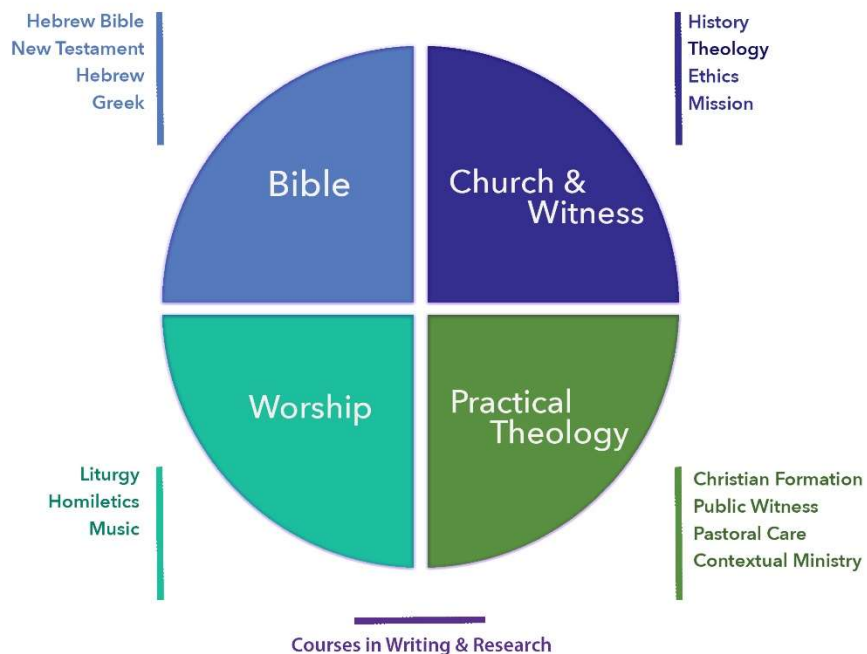 Hebrew Bible
New Testament
Hebrew
Greek
History
Theology
Ethics
Mission
Bible
Church &
Witness
Worship
Practical
Theology
Liturgy
Homiletics
Music
Christian Formation
Public Witness
Pastoral Care
Contextual Ministry
Courses in Writing & Research